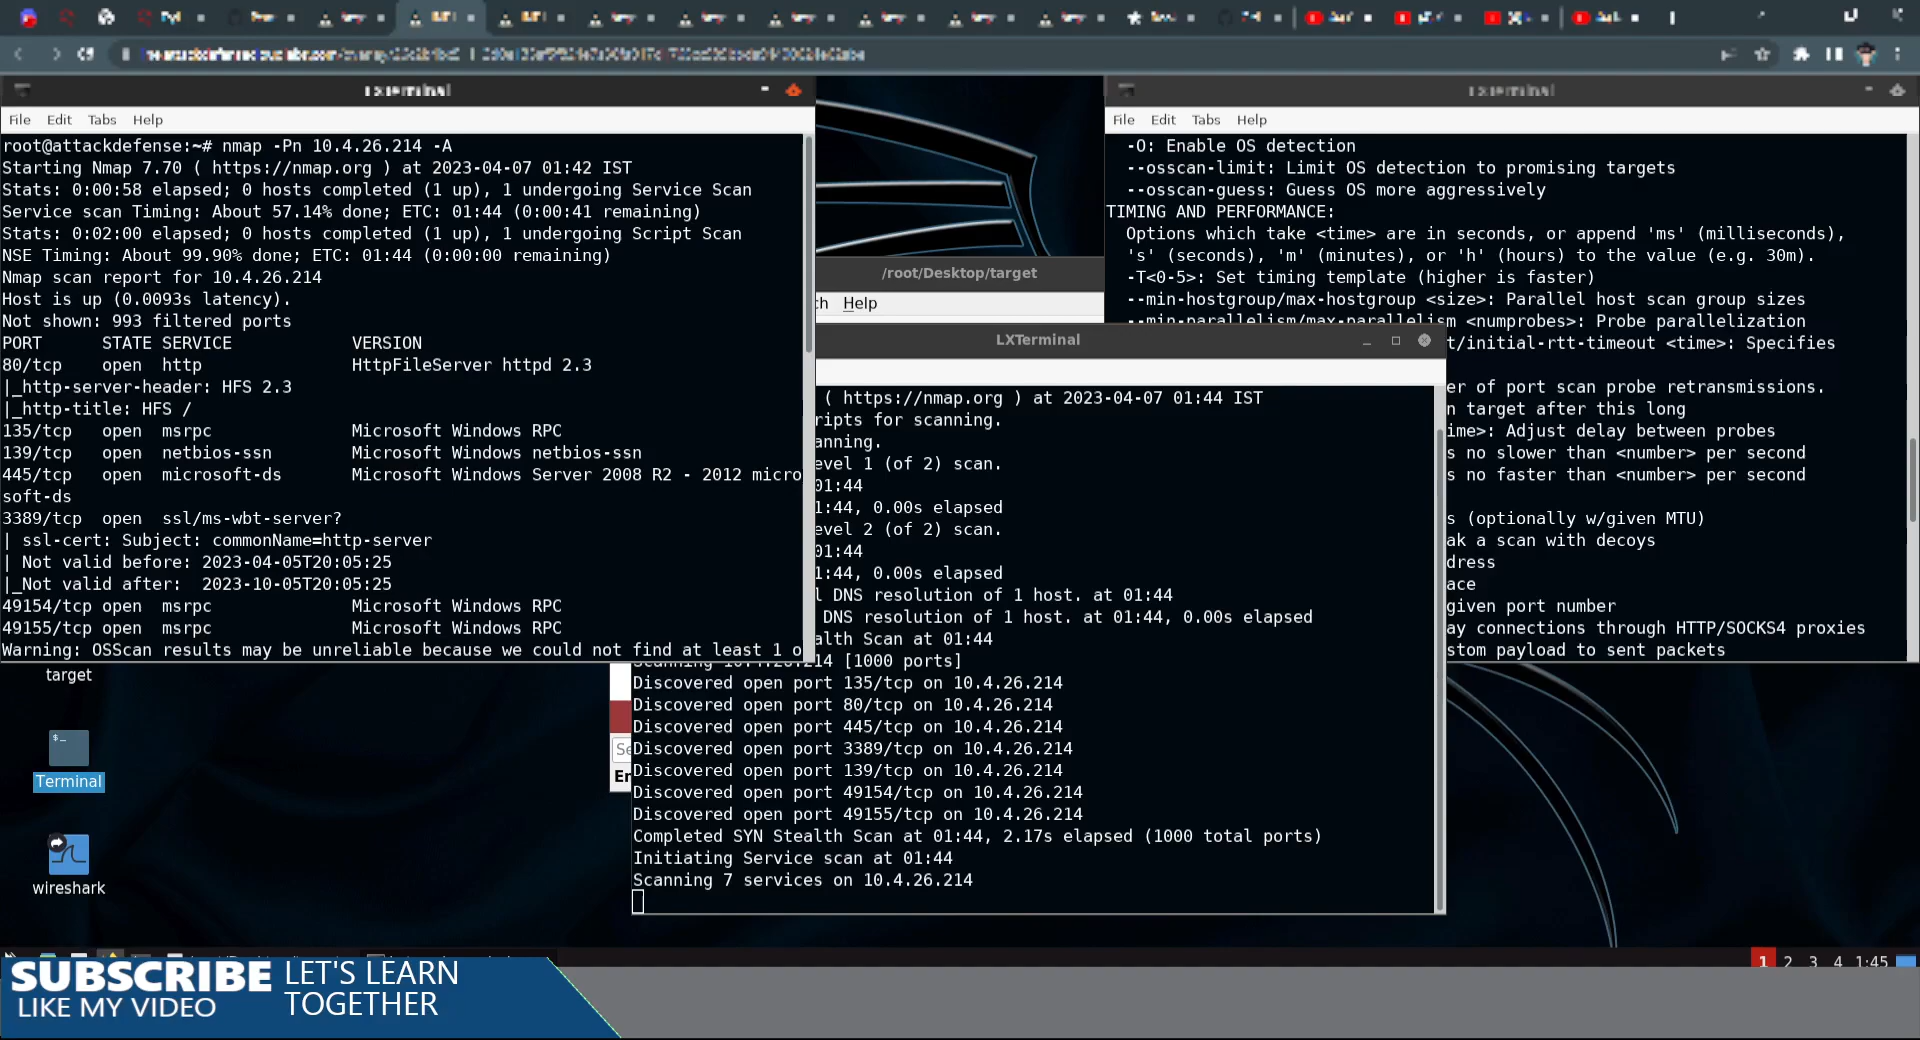 File Edit Tabs Help
root@attackdefense:~# nmap -Pn 10.4.26.214 -A
Starting Nmap 7.70 ( https://nmap.org ) at 2023-04-07 01:42 IST
Stats: 0:00:58 elapsed; 0 hosts completed (1 up), 1 undergoing Service Scan
Service scan Timing: About 57.14% done; ETC: 01:44 (0:00:41 remaining)
Stats: 0:02:00 elapsed; 0 hosts completed (1 up), 1 undergoing Script Scan
NSE Timing: About 99.90% done; ETC: 01:44 (0:00:00 remaining)
Nmap scan report for 10.4.26.214
Host is up (0.0093s latency).
Not shown: 993 filtered ports
PORT STATE SERVICE VERSION
80/tcp open http HttpFileServer httpd 2.3
|_http-server-header: HFS 2.3
|_http-title: HFS /
135/tcp open msrpc Microsoft Windows RPC
139/tcp open netbios-ssn Microsoft Windows netbios-ssn
445/tcp open microsoft-ds Microsoft Windows Server 2008 R2 - 2012 micro
soft-ds
3389/tcp open ssl/ms-wbt-server?
| ssl-cert: Subject: commonName=http-server
| Not valid before: 2023-04-05T20:05:25
|_Not valid after: 2023-10-05T20:05:25
49154/tcp open msrpc Microsoft Windows RPC
49155/tcp open msrpc Microsoft Windows RPC
Warning: OSScan results may be unreliable because we could not find at least 1 o
/root/Desktop/target
ch Help
LXTerminal
( https://nmap.org ) at 2023-04-07 01:44 IST
ripts for scanning.
anning.
evel 1 (of 2) scan.
01:44
1:44, 0.00s elapsed
evel 2 (of 2) scan.
01:44
1:44, 0.00s elapsed
l DNS resolution of 1 host. at 01:44
DNS resolution of 1 host. at 01:44, 0.00s elapsed
alth Scan at 01:44
Scanning 10.4.26.214 [1000 ports]
Discovered open port 135/tcp on 10.4.26.214
Discovered open port 80/tcp on 10.4.26.214
Discovered open port 445/tcp on 10.4.26.214
Discovered open port 3389/tcp on 10.4.26.214
Discovered open port 139/tcp on 10.4.26.214
Discovered open port 49154/tcp on 10.4.26.214
Discovered open port 49155/tcp on 10.4.26.214
Completed SYN Stealth Scan at 01:44, 2.17s elapsed (1000 total ports)
Initiating Service scan at 01:44
Scanning 7 services on 10.4.26.214
LXTerminal
File Edit Tabs Help
-O: Enable OS detection
--osscan-limit: Limit OS detection to promising targets
--osscan-guess: Guess OS more aggressively
TIMING AND PERFORMANCE:
Options which take <time> are in seconds, or append 'ms' (milliseconds),
's' (seconds), 'm' (minutes), or 'h' (hours) to the value (e.g. 30m).
-T<0-5>: Set timing template (higher is faster)
--min-hostgroup/max-hostgroup <size>: Parallel host scan group sizes
--min-parallelism/max-parallelism <numprobes>: Probe parallelization
t/initial-rtt-timeout <time>: Specifies
er of port scan probe retransmissions.
n target after this long
ime>: Adjust delay between probes
s no slower than <number> per second
s no faster than <number> per second
s (optionally w/given MTU)
ak a scan with decoys
dress
ace
given port number
ay connections through HTTP/SOCKS4 proxies
stom payload to sent packets
target
Terminal
wireshark
Se
Er
1 2 3 4 1:45
SUBSCRIBE
LIKE MY VIDEO
LET'S LEARN
TOGETHER